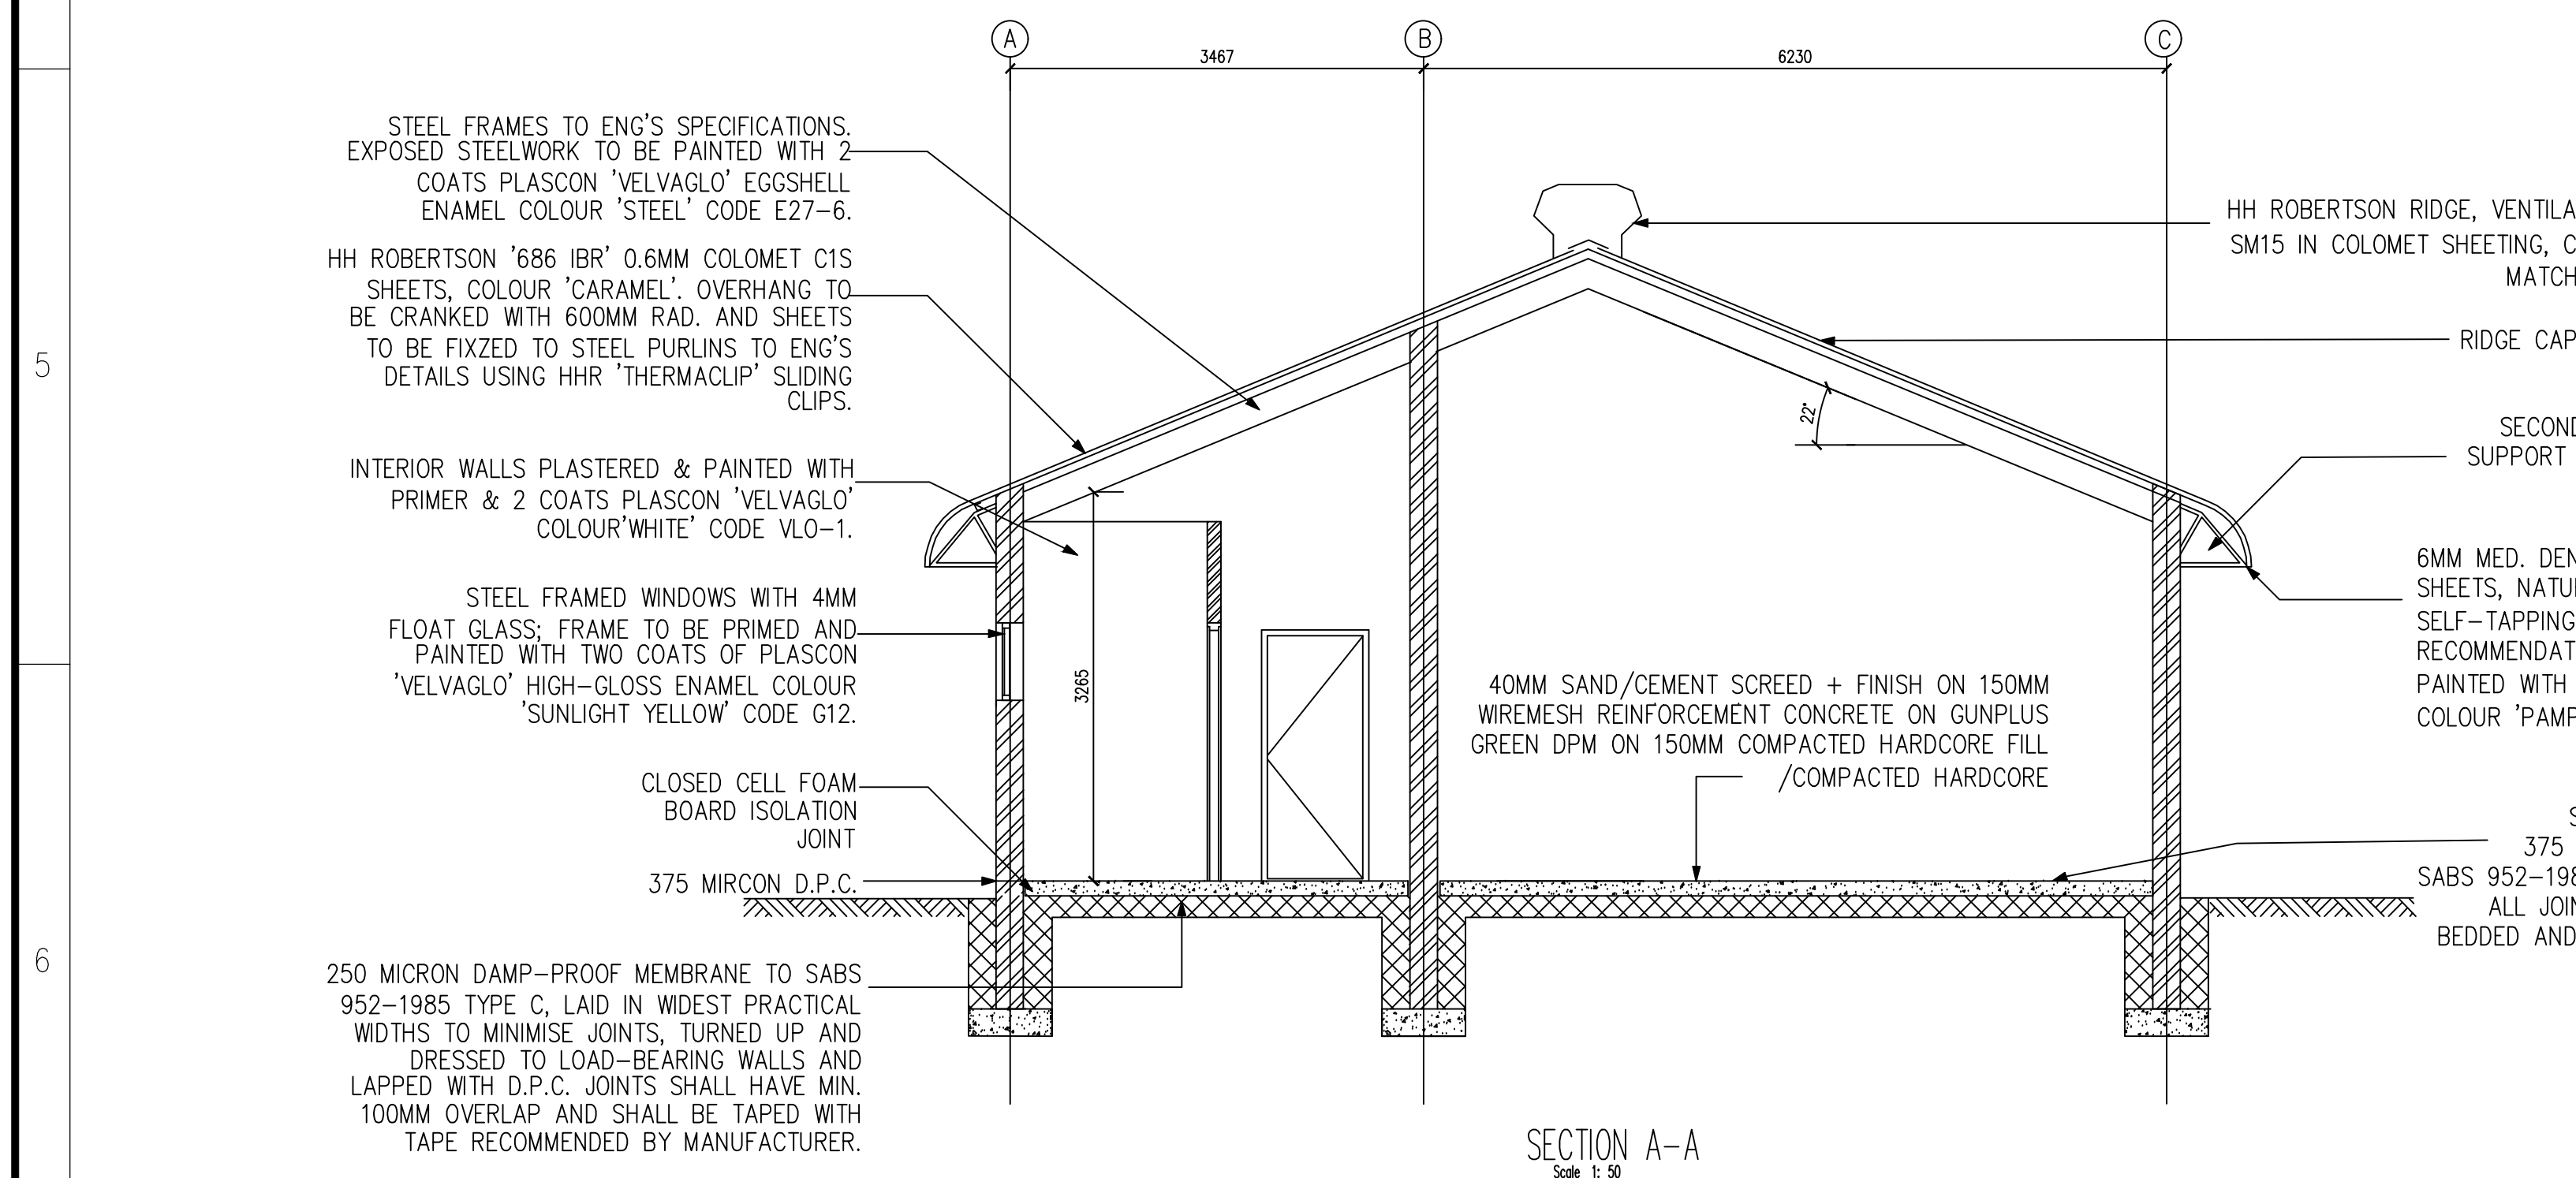 A
B
C
3467
6230
STEEL FRAMES TO ENG'S SPECIFICATIONS.
EXPOSED STEELWORK TO BE PAINTED WITH 2
COATS PLASCON 'VELVAGLO' EGGSHELL
ENAMEL COLOUR 'STEEL' CODE E27-6.
HH ROBERTSON '686 IBR' 0.6MM COLOMET C1S
SHEETS, COLOUR 'CARAMEL'. OVERHANG TO
BE CRANKED WITH 600MM RAD. AND SHEETS
TO BE FIXZED TO STEEL PURLINS TO ENG'S
DETAILS USING HHR 'THERMACLIP' SLIDING
CLIPS.
5
INTERIOR WALLS PLASTERED & PAINTED WITH
PRIMER & 2 COATS PLASCON 'VELVAGLO'
COLOUR'WHITE' CODE VLO-1.
STEEL FRAMED WINDOWS WITH 4MM
FLOAT GLASS; FRAME TO BE PRIMED AND
PAINTED WITH TWO COATS OF PLASCON
'VELVAGLO' HIGH-GLOSS ENAMEL COLOUR
'SUNLIGHT YELLOW' CODE G12.
CLOSED CELL FOAM
BOARD ISOLATION
JOINT
375 MIRCON D.P.C.
6
250 MICRON DAMP-PROOF MEMBRANE TO SABS
952-1985 TYPE C, LAID IN WIDEST PRACTICAL
WIDTHS TO MINIMISE JOINTS, TURNED UP AND
DRESSED TO LOAD-BEARING WALLS AND
LAPPED WITH D.P.C. JOINTS SHALL HAVE MIN.
100MM OVERLAP AND SHALL BE TAPED WITH
TAPE RECOMMENDED BY MANUFACTURER.
3265
22°
40MM SAND/CEMENT SCREED + FINISH ON 150MM
WIREMESH REINFORCEMENT CONCRETE ON GUNPLUS
GREEN DPM ON 150MM COMPACTED HARDCORE FILL
/COMPACTED HARDCORE
HH ROBERTSON RIDGE, VENTILA
SM15 IN COLOMET SHEETING, C
MATCH
RIDGE CAP
SECOND
SUPPORT
6MM MED. DEN
SHEETS, NATU
SELF-TAPPING
RECOMMENDAT
PAINTED WITH
COLOUR 'PAMP
S
375
SABS 952-198
ALL JOIN
BEDDED AND
SECTION A-A
Scale 1: 50